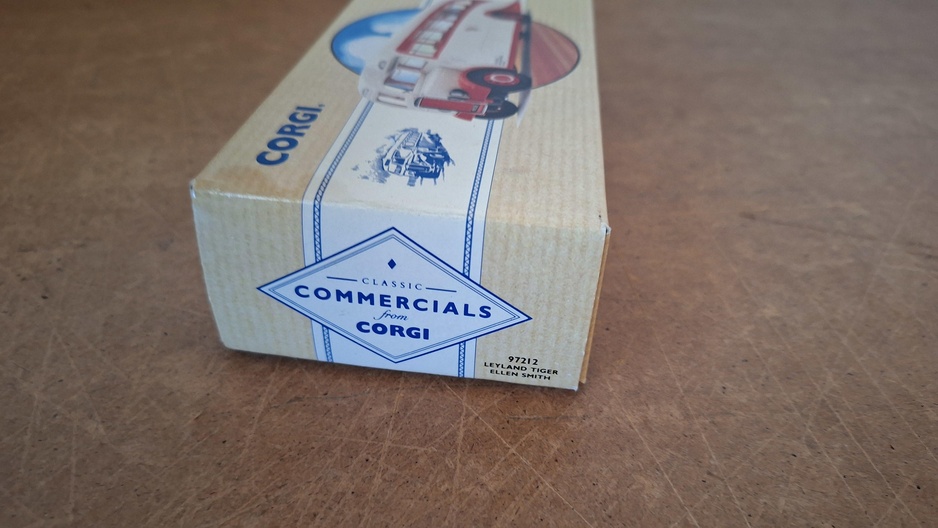 CORGI.
CLASSIC
COMMERCIALS
from
CORGI
97212
LEYLAND TIGER
ELLEN SMITH